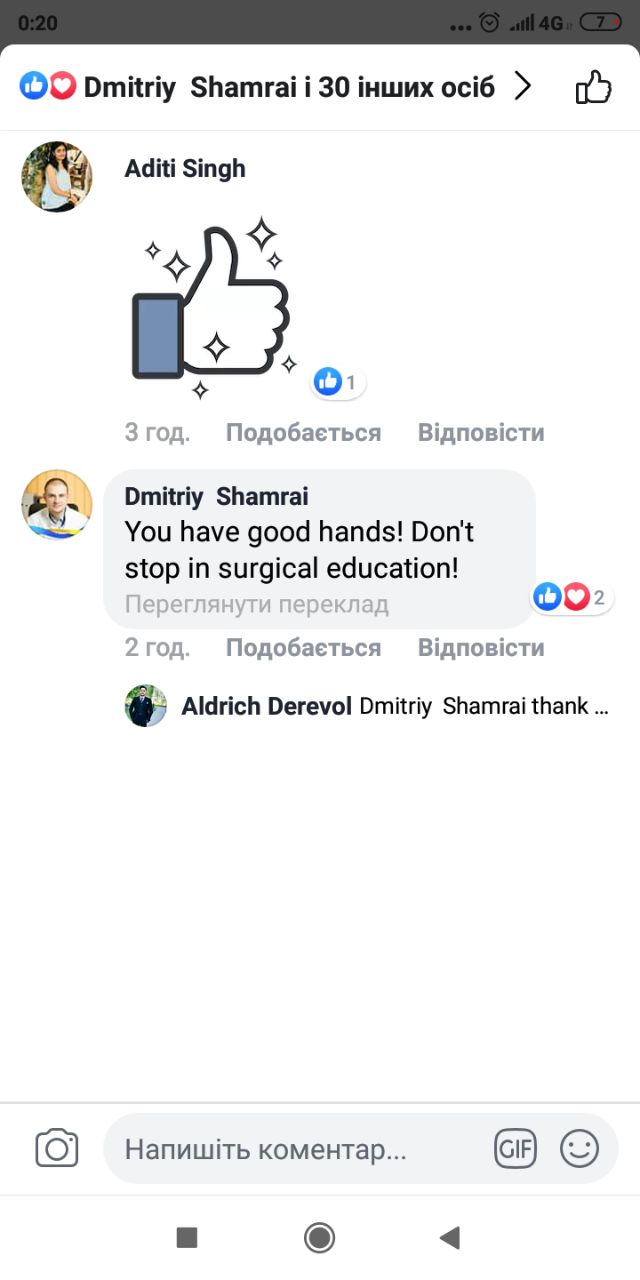 0:20
4G
7
Dmitriy Shamrai і 30 інших осіб
Aditi Singh
1
3 год. Подобається Відповісти
Dmitriy Shamrai
You have good hands! Don't
stop in surgical education!
Переглянути переклад
2
2 год. Подобається Відповісти
Aldrich Derevol Dmitriy Shamrai thank ...
Напишіть коментар...
GIF